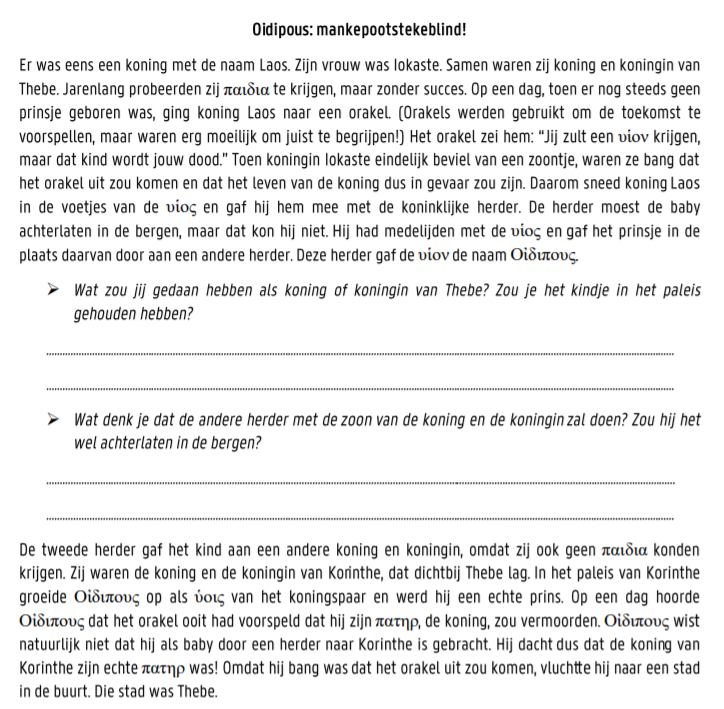 Oidipous: mankepootstekeblind!
Er was eens een koning met de naam Laos. Zijn vrouw was Iokaste. Samen waren zij koning en koningin van
Thebe. Jarenlang probeerden zij παιδια te krijgen, maar zonder succes. Op een dag, toen er nog steeds geen
prinsje geboren was, ging koning Laos naar een orakel. (Orakels werden gebruikt om de toekomst te
voorspellen, maar waren erg moeilijk om juist te begrijpen!) Het orakel zei hem: “Jij zult een υἱον krijgen,
maar dat kind wordt jouw dood.” Toen koningin Iokaste eindelijk beviel van een zoontje, waren ze bang dat
het orakel uit zou komen en dat het leven van de koning dus in gevaar zou zijn. Daarom sneed koning Laos
in de voetjes van de υἱος en gaf hij hem mee met de koninklijke herder. De herder moest de baby
achterlaten in de bergen, maar dat kon hij niet. Hij had medelijden met de υἱος en gaf het prinsje in de
plaats daarvan door aan een andere herder. Deze herder gaf de υἱον de naam Οἰδιπους.
➢ Wat zou jij gedaan hebben als koning of koningin van Thebe? Zou je het kindje in het paleis
gehouden hebben?
➢ Wat denk je dat de andere herder met de zoon van de koning en de koningin zal doen? Zou hij het
wel achterlaten in de bergen?
De tweede herder gaf het kind aan een andere koning en koningin, omdat zij ook geen παιδια konden
krijgen. Zij waren de koning en de koningin van Korinthe, dat dichtbij Thebe lag. In het paleis van Korinthe
groeide Οἰδιπους op als ὑοις van het koningspaar en werd hij een echte prins. Op een dag hoorde
Οἰδιπους dat het orakel ooit had voorspeld dat hij zijn πατηρ, de koning, zou vermoorden. Οἰδιπους wist
natuurlijk niet dat hij als baby door een herder naar Korinthe is gebracht. Hij dacht dus dat de koning van
Korinthe zijn echte πατηρ was! Omdat hij bang was dat het orakel uit zou komen, vluchtte hij naar een stad
in de buurt. Die stad was Thebe.